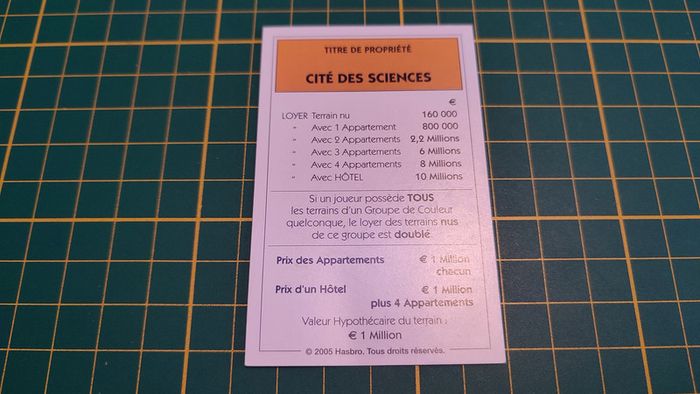 TITRE DE PROPRIÉTÉ
CITÉ DES SCIENCES
€
LOYER Terrain nu 160 000
" Avec 1 Appartement 800 000
" Avec 2 Appartements 2,2 Millions
" Avec 3 Appartements 6 Millions
" Avec 4 Appartements 8 Millions
" Avec HÔTEL 10 Millions
Si un joueur possède TOUS
les terrains d'un Groupe de Couleur
quelconque, le loyer des terrains nus
de ce groupe est doublé.
Prix des Appartements € 1 Million
chacun
Prix d'un Hôtel € 1 Million
plus 4 Appartements
Valeur Hypothécaire du terrain :
€ 1 Million
© 2005 Hasbro. Tous droits réservés.